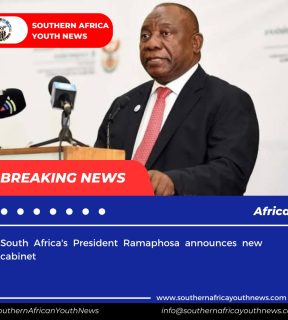 SOUTHERN AFRICA
YOUTH NEWS
BREAKING NEWS
Africa
South Africa's President Ramaphosa announces new
cabinet
www.southernafricayouthnews.com
SouthernAfricanYouthNews
info@southernafricayouthnews.com